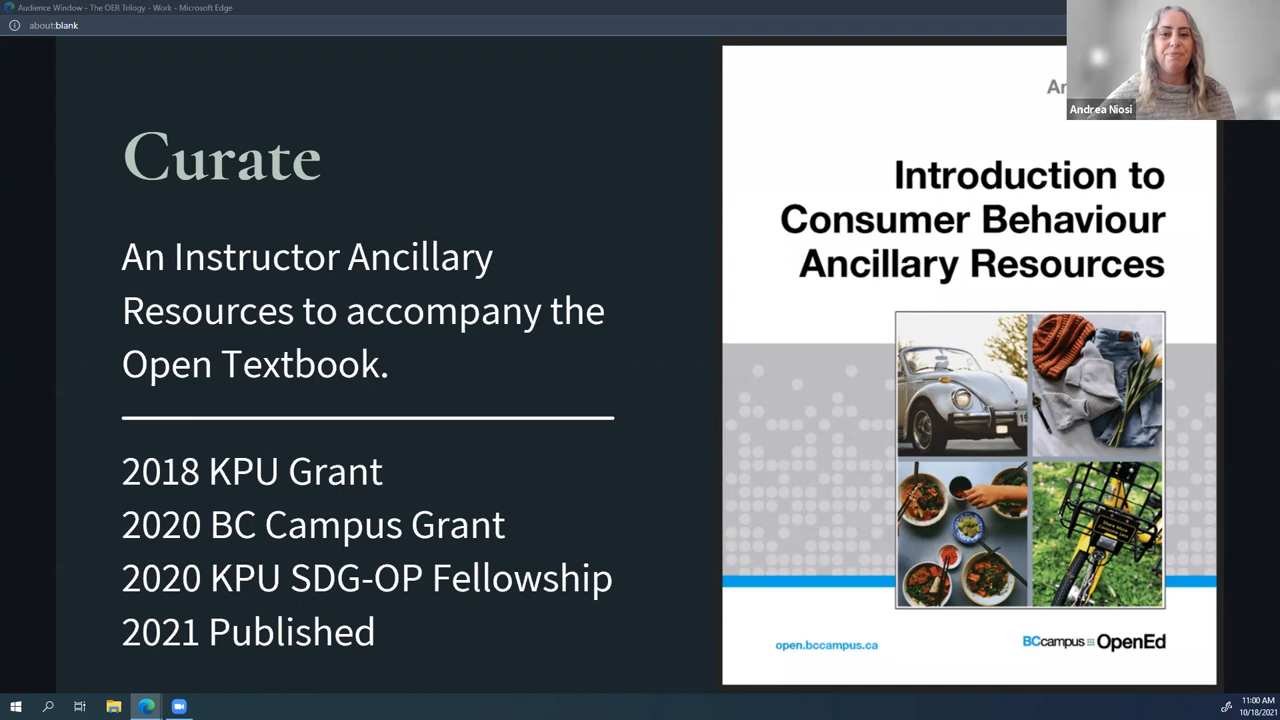 Audience Window - The OER Trilogy - Work - Microsoft Edge
about:blank
Andrea Niosi
Curate
An Instructor Ancillary
Resources to accompany the
Open Textbook.
2018 KPU Grant
2020 BC Campus Grant
2020 KPU SDG-OP Fellowship
2021 Published
Introduction to
Consumer Behaviour
Ancillary Resources
open.bccampus.ca
BCcampus OpenEd
11:00 AM
10/18/2021